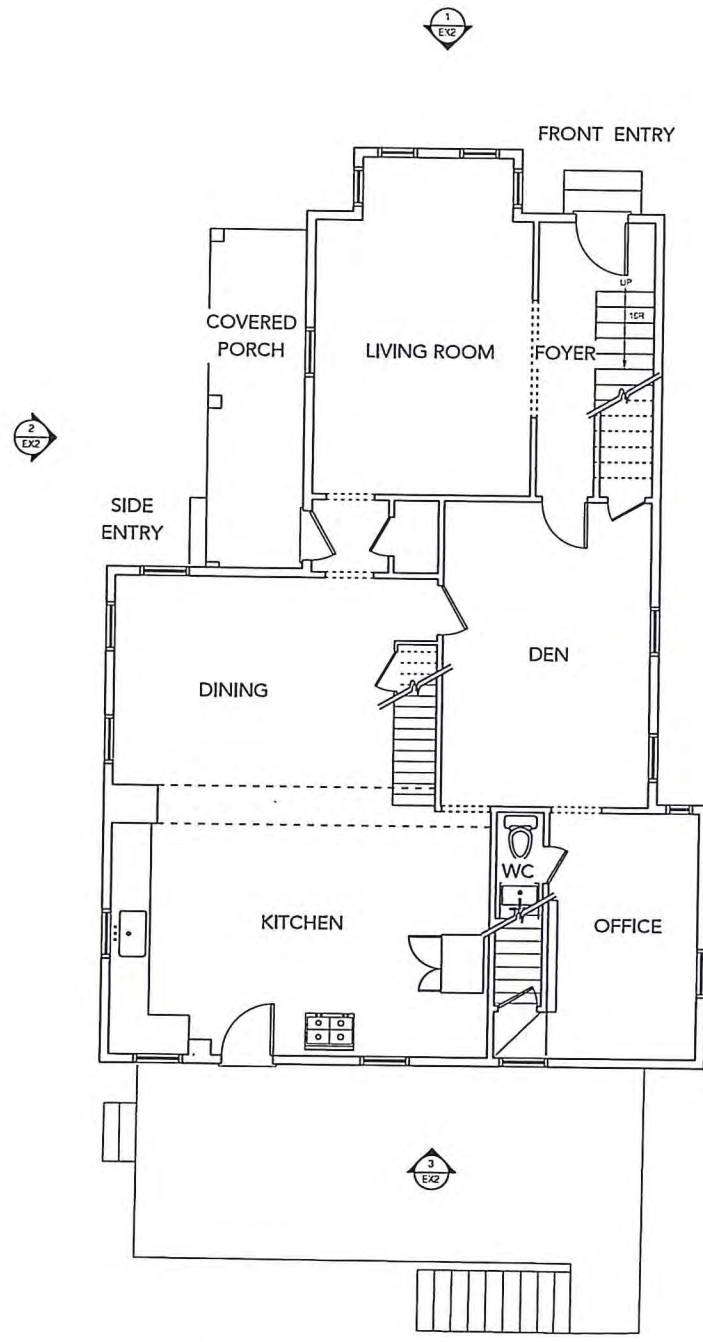 1
EX2
FRONT ENTRY
UP
15R
COVERED
PORCH
LIVING ROOM
FOYER
2
EX2
SIDE
ENTRY
DEN
DINING
WC
KITCHEN
OFFICE
3
EX2